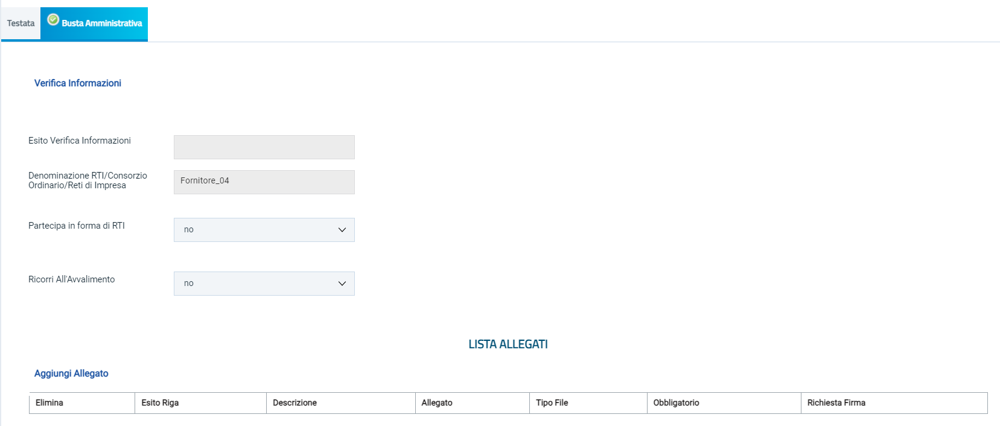 Testata
Busta Amministrativa
Verifica Informazioni
Esito Verifica Informazioni
Denominazione RTI/Consorzio
Ordinario/Reti di Impresa
Fornitore_04
Partecipa in forma di RTI
no
Ricorri All'Avvalimento
no
LISTA ALLEGATI
Aggiungi Allegato
Elimina Esito Riga Descrizione Allegato Tipo File Obbligatorio Richiesta Firma